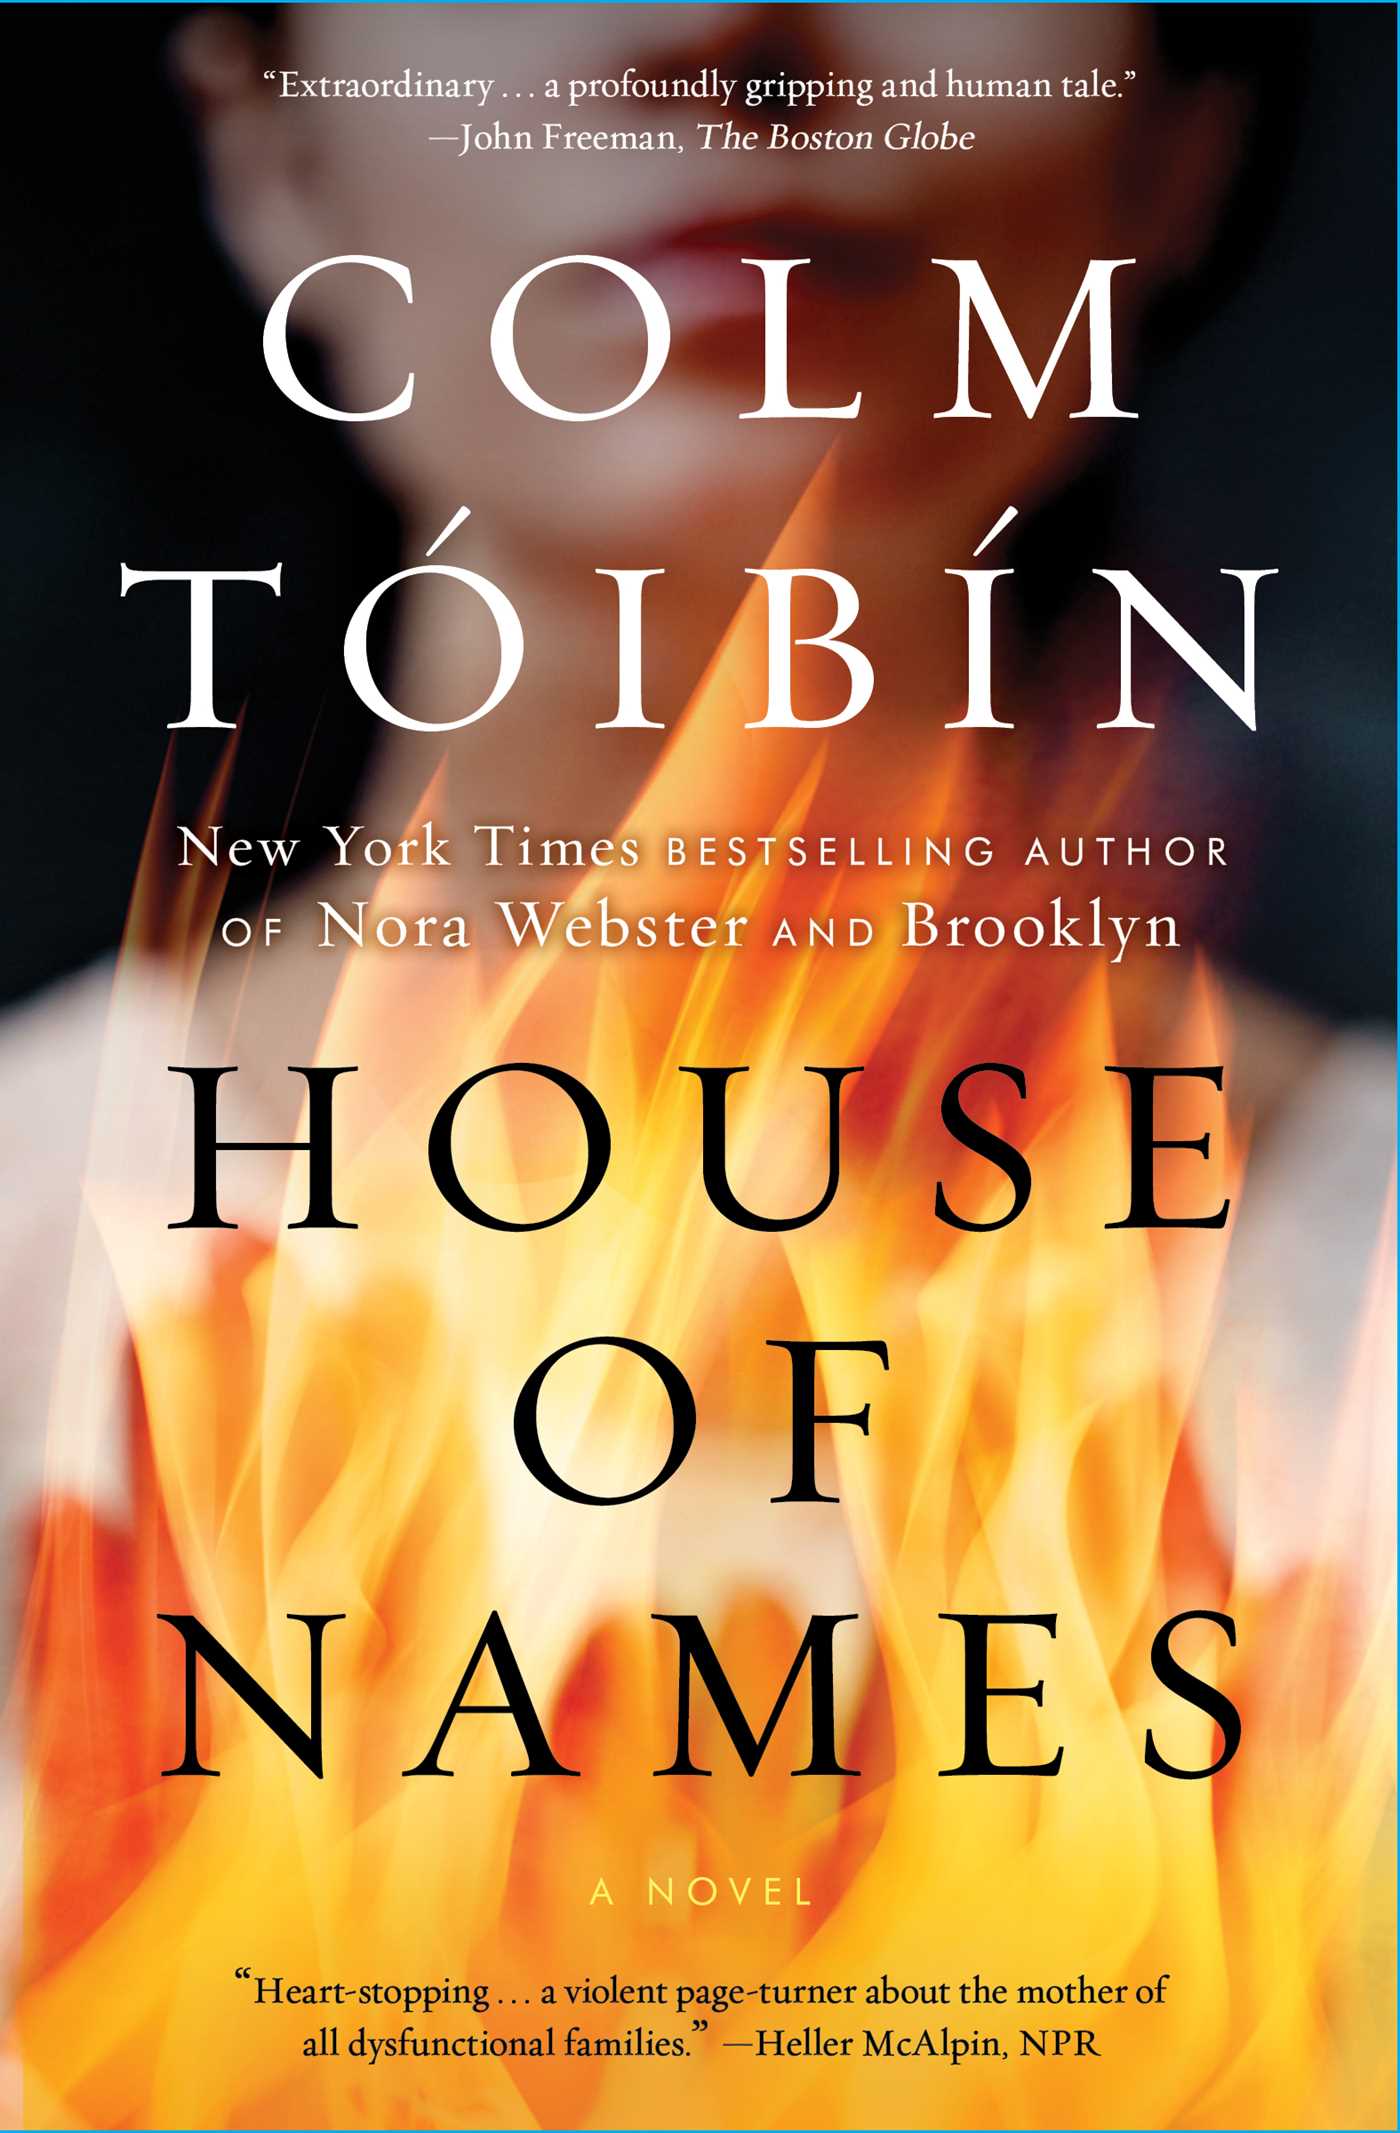 “Extraordinary . . . a profoundly gripping and human tale.”
—John Freeman, The Boston Globe
COLM
TÓIBÍN
New York Times BESTSELLING AUTHOR
OF Nora Webster AND Brooklyn
HOUSE
OF
NAMES
A NOVEL
“Heart-stopping . . . a violent page-turner about the mother of
all dysfunctional families.” —Heller McAlpin, NPR